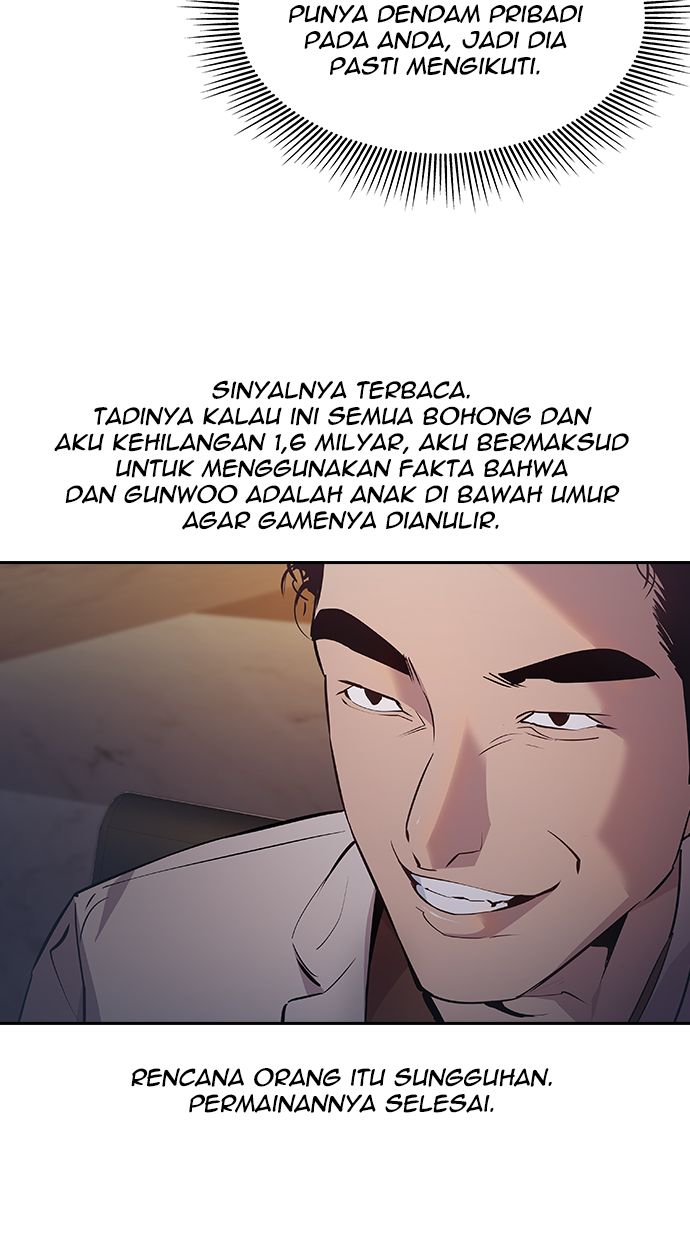 PUNYA DENDAM PRIBADI
PADA ANDA, JADI DIA
PASTI MENGIKUTI.
SINYALNYA TERBACA.
TADINYA KALAU INI SEMUA BOHONG DAN
AKU KEHILANGAN 1,6 MILYAR, AKU BERMAKSUD
UNTUK MENGGUNAKAN FAKTA BAHWA
DAN GUNWOO ADALAH ANAK DI BAWAH UMUR
AGAR GAMENYA DIANULIR.
RENCANA ORANG ITU SUNGGUHAN.
PERMAINANNYA SELESAI.